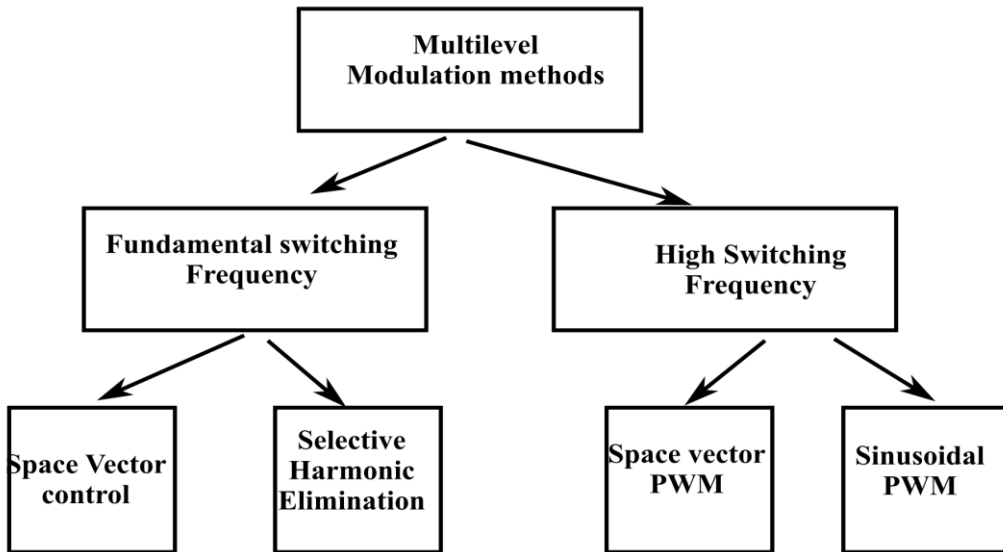 Multilevel
Modulation methods
Fundamental switching
Frequency
High Switching
Frequency
Space Vector
control
Selective
Harmonic
Elimination
Space vector
PWM
Sinusoidal
PWM